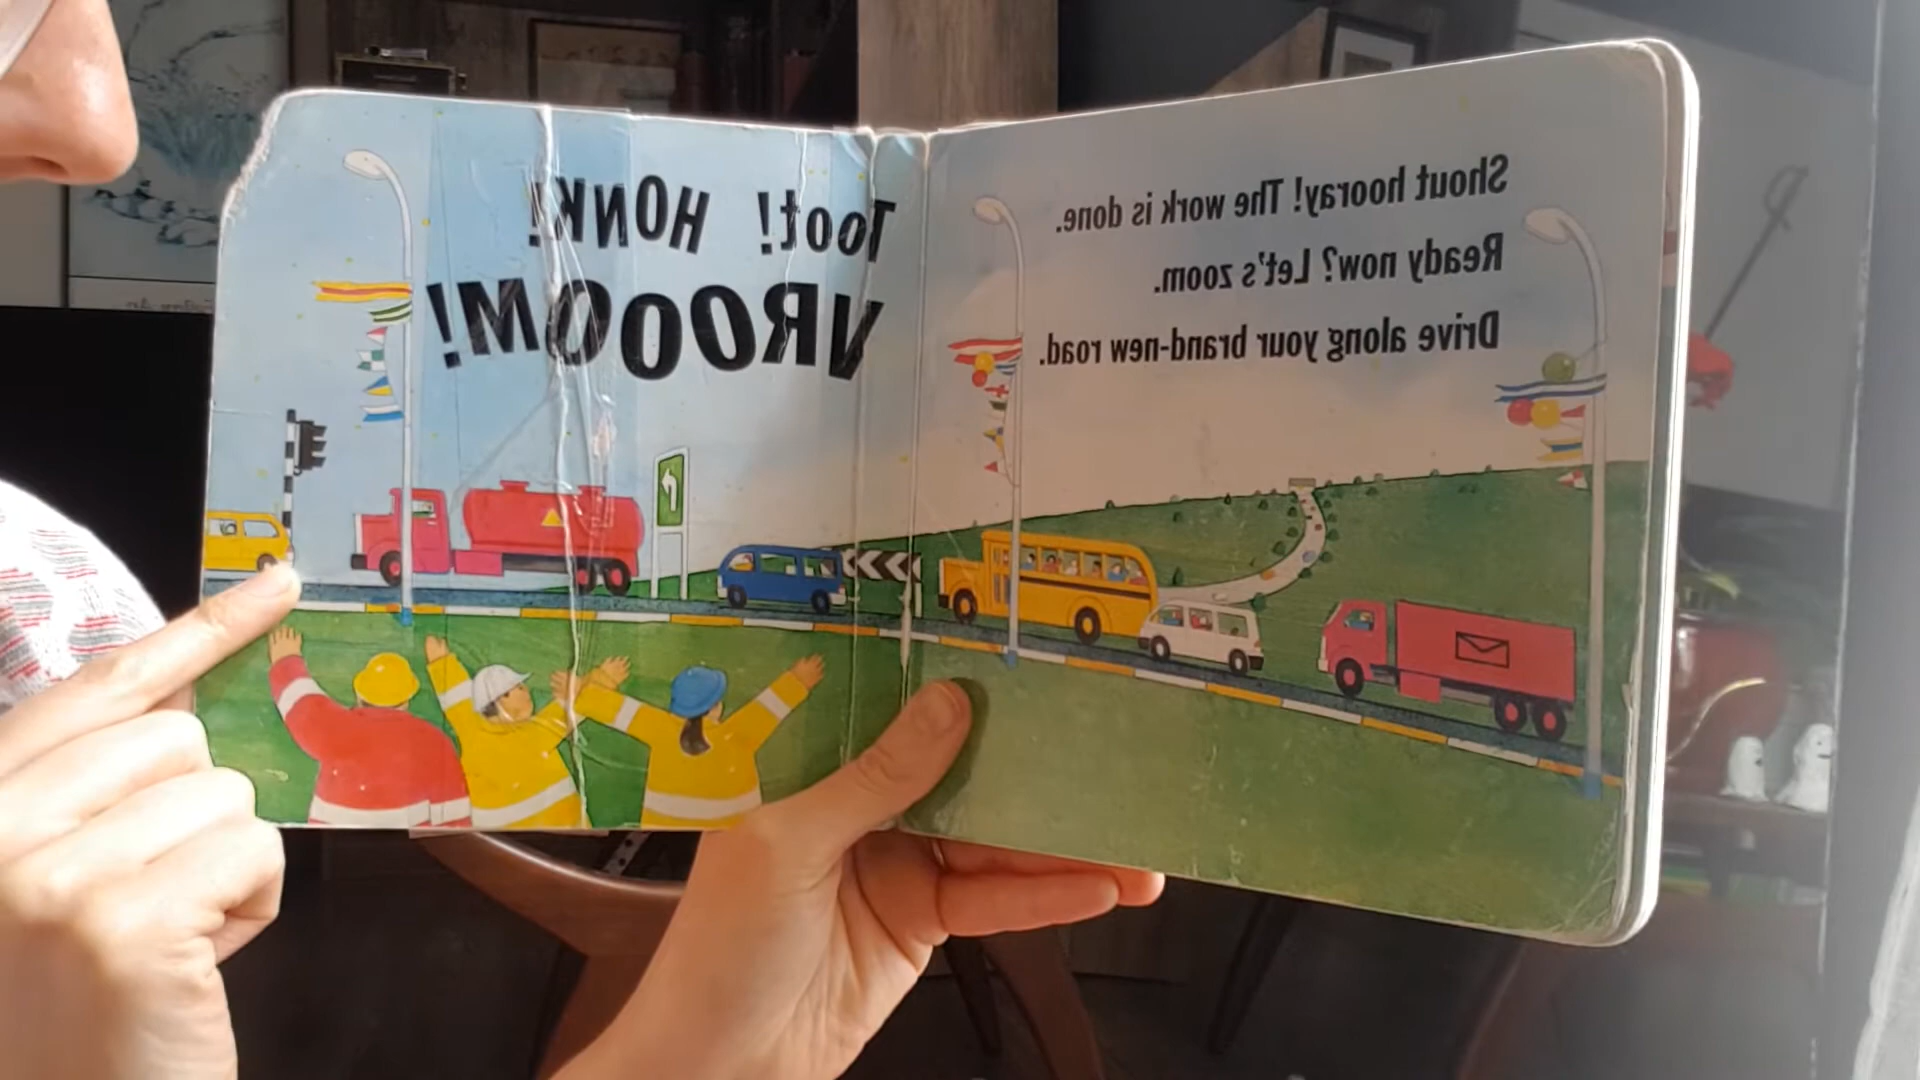 Shout hooray! The work is done.
Ready now? Let's zoom.
Drive along your brand-new road.
Toot! HONK!
VROOOM!